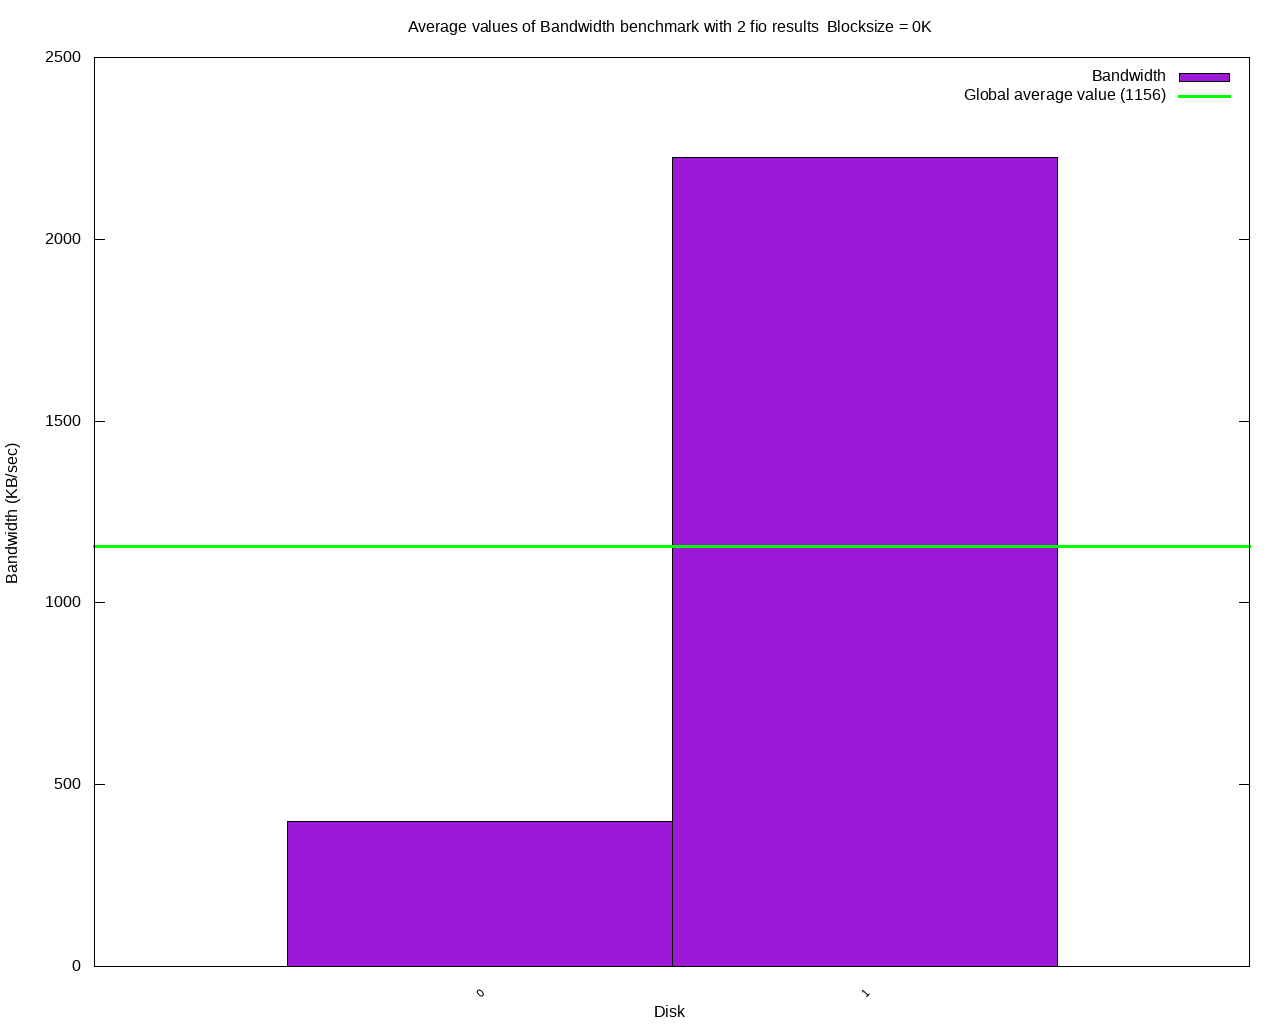 Average values of Bandwidth benchmark with 2 fio results  Blocksize = 0K
2500
2000
1500
1000
500
0
Bandwidth (KB/sec)
Bandwidth
Global average value (1156)
0
1
Disk